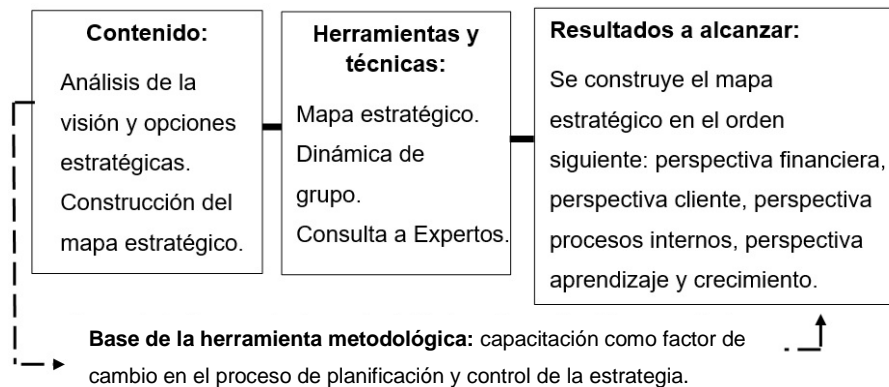 Contenido:
Análisis de la
visión y opciones
estratégicas.
Construcción del
mapa estratégico.
Herramientas y
técnicas:
Mapa estratégico.
Dinámica de
grupo.
Consulta a Expertos.
Resultados a alcanzar:
Se construye el mapa
estratégico en el orden
siguiente: perspectiva financiera,
perspectiva cliente, perspectiva
procesos internos, perspectiva
aprendizaje y crecimiento.
Base de la herramienta metodológica: capacitación como factor de
cambio en el proceso de planificación y control de la estrategia.